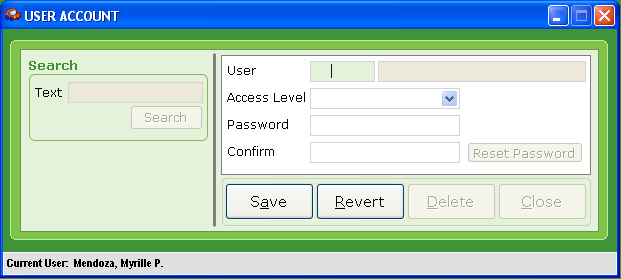 USER ACCOUNT
Search
Text
Search
User
Access Level
Password
Confirm Reset Password
Save Revert Delete Close
Current User: Mendoza, Myrille P.